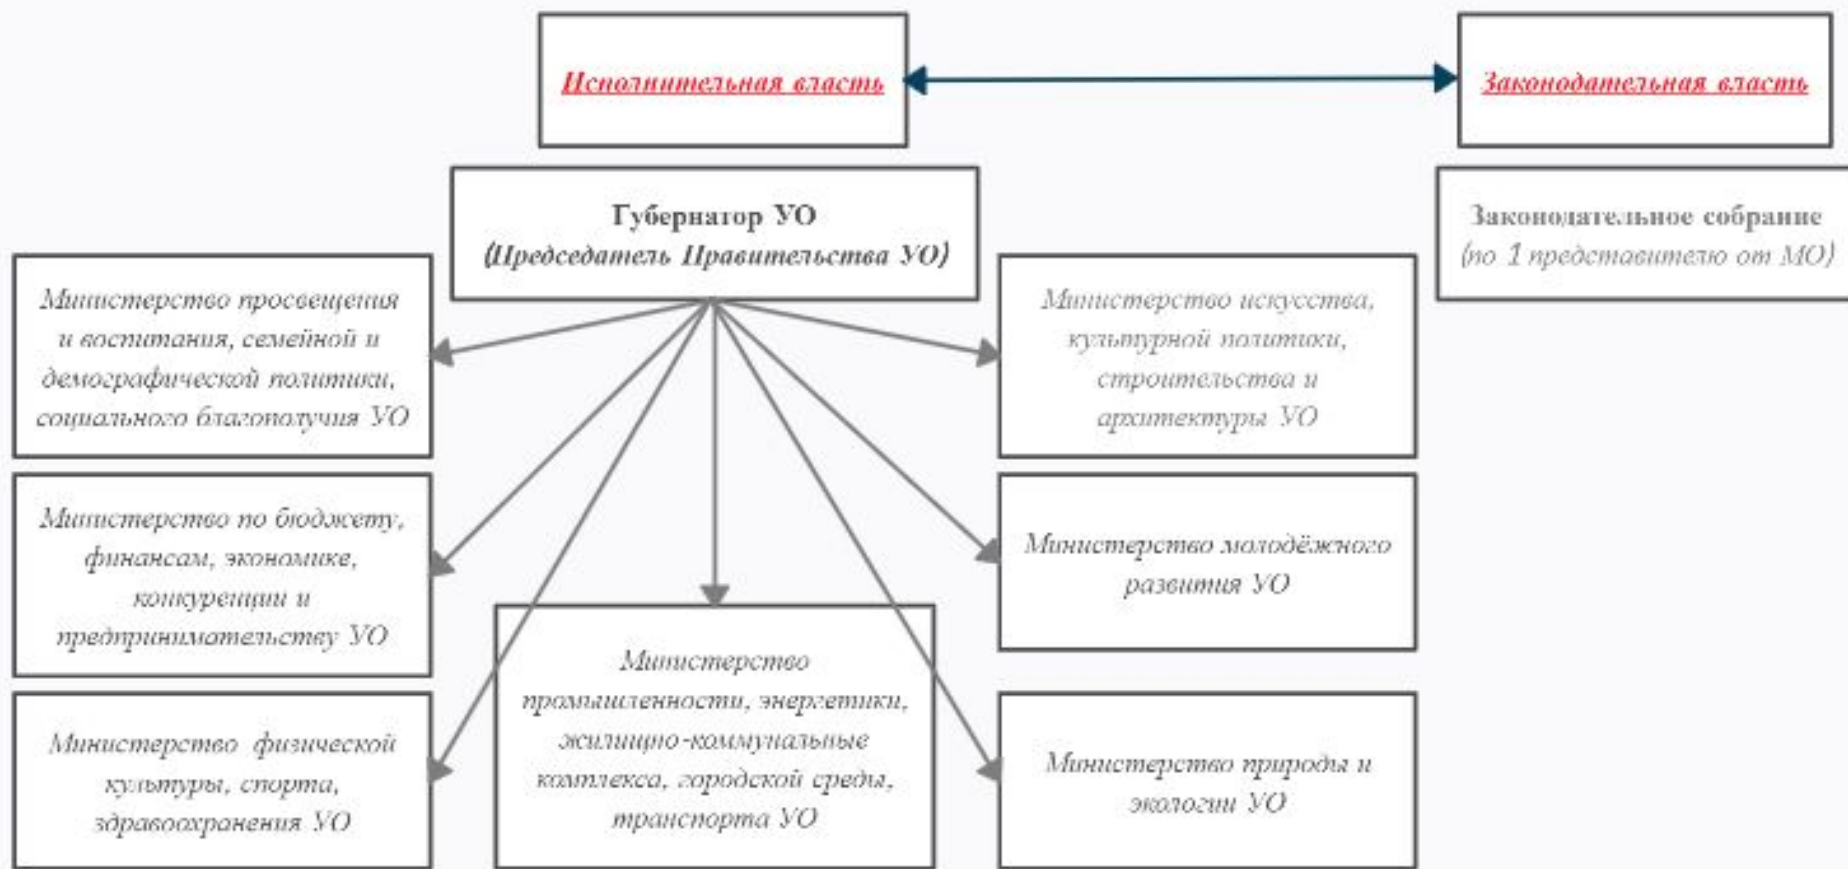 Исполнительная власть
Законодательная власть
Губернатор УО
(Председатель Правительства УО)
Законодательное собрание
(по 1 представителю от МО)
Министерство просвещения
и воспитания, семейной и
демографической политики,
социального благополучия УО
Министерство искусства,
культурной политики,
строительства и
архитектуры УО
Министерство по бюджету,
финансам, экономике,
конкуренции и
предпринимательству УО
Министерство молодёжного
развития УО
Министерство
промышленности, энергетики,
жилищно-коммунальные
комплекса, городской среды,
транспорта УО
Министерство физической
культуры, спорта,
здравоохранения УО
Министерство природы и
экологии УО